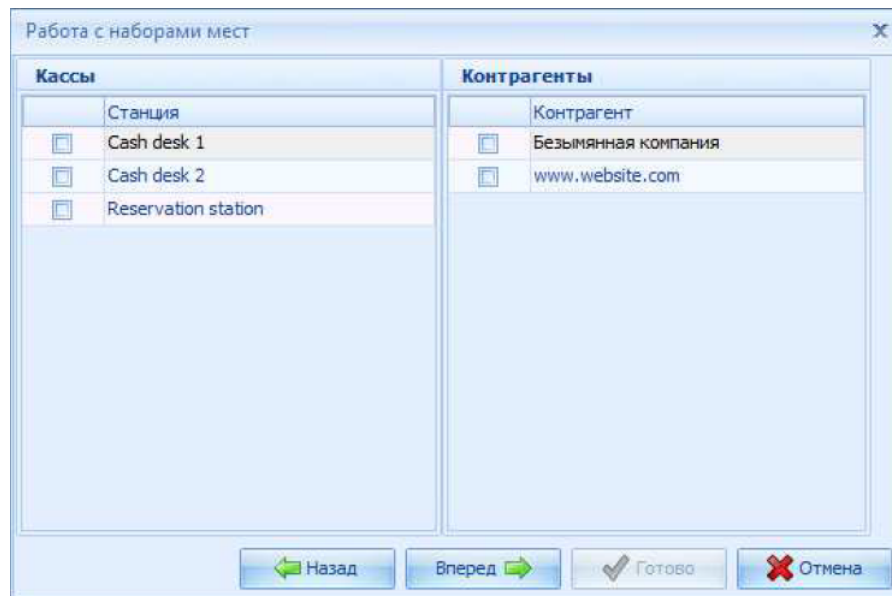 Работа с наборами мест
Кассы
Станция
Cash desk 1
Cash desk 2
Reservation station
Контрагенты
Контрагент
Безымянная компания
www.website.com
Назад
Вперед
Готово
Отмена